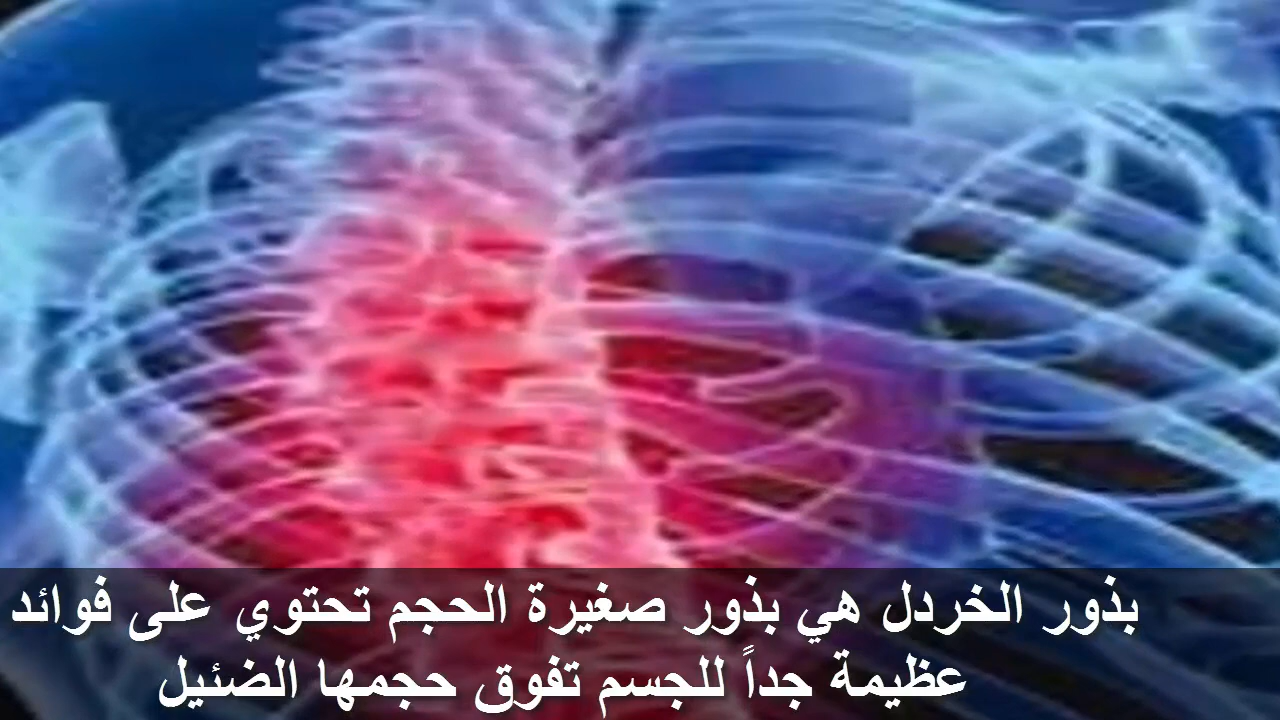 بذور الخردل هي بذور صغيرة الحجم تحتوي على فوائد
عظيمة جداً للجسم تفوق حجمها الضئيل